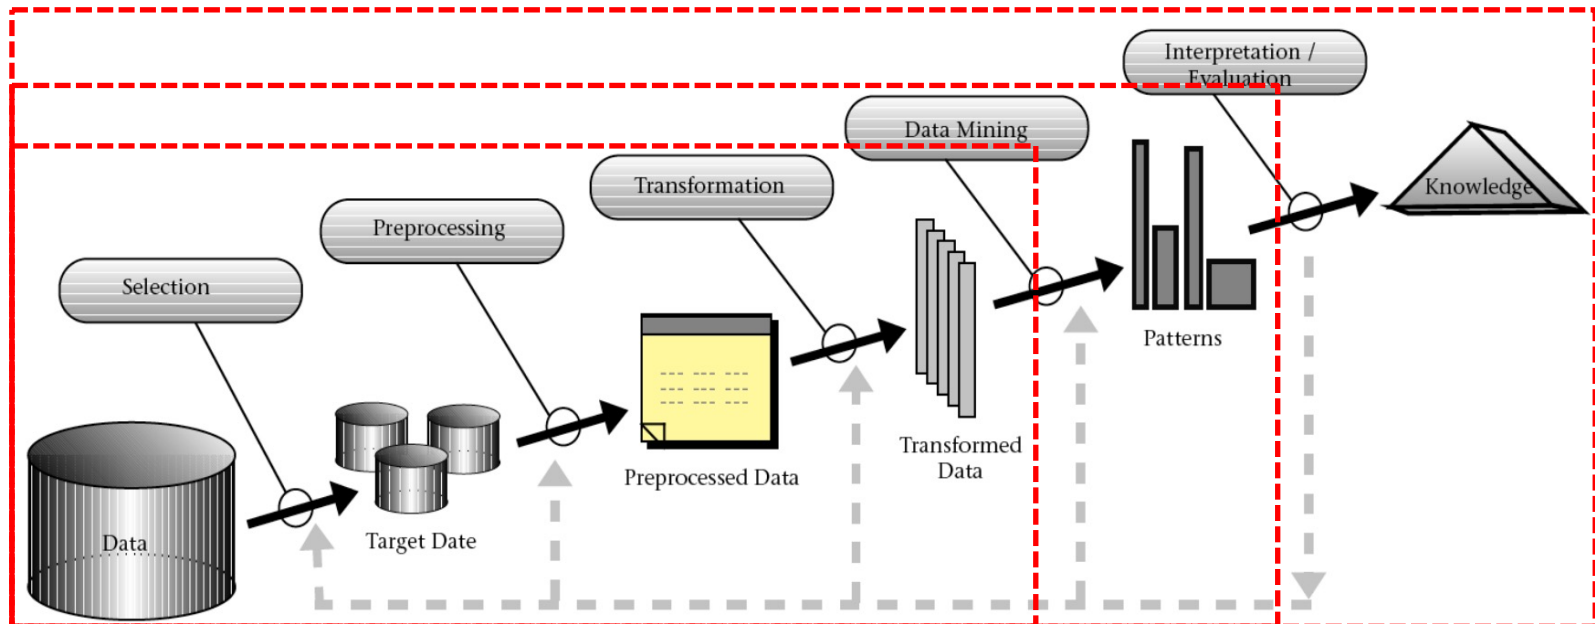 Interpretation /
Evaluation
Data Mining
Transformation
Preprocessing
Selection
Knowledge
Patterns
Transformed
Data
Preprocessed Data
Target Date
Data